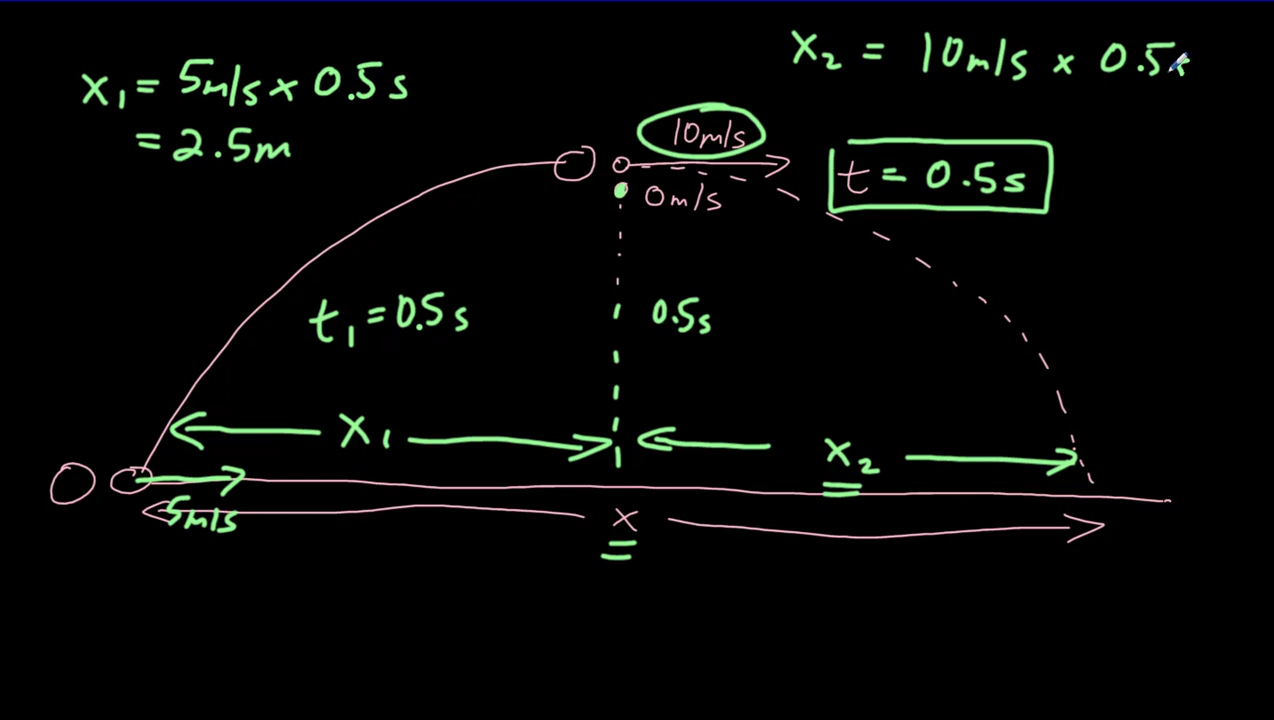 x₁ = 5m/s x 0.5s
= 2.5m
x₂ = 10m/s x 0.5s
10m/s
0m/s
t = 0.5s
t₁ = 0.5s
0.5s
x₁
x₂
5m/s
x